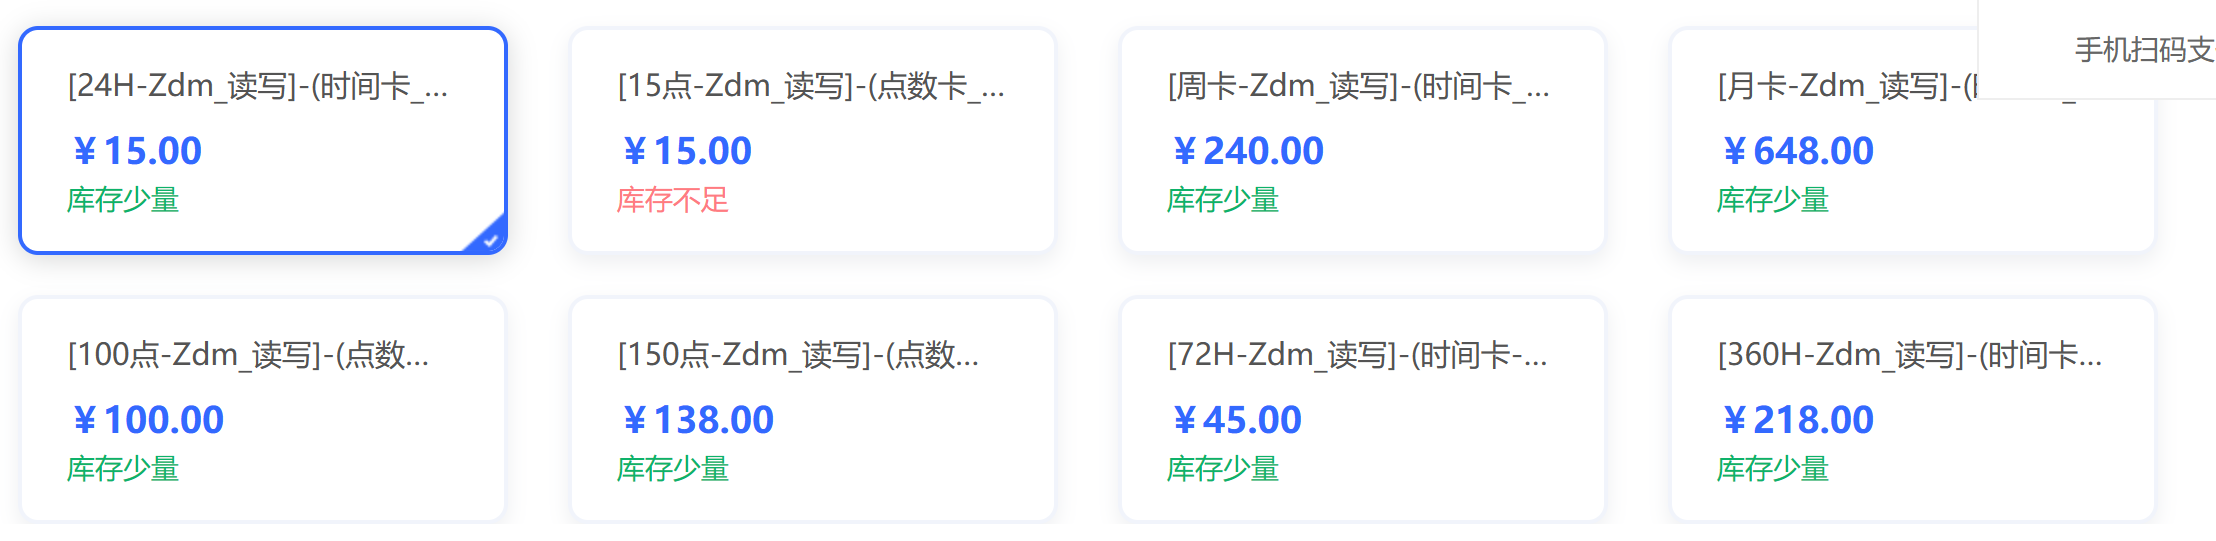 手机扫码支
[24H-Zdm_读写]-(时间卡_...
¥15.00
库存少量
[15点-Zdm_读写]-(点数卡_...
¥15.00
库存不足
[周卡-Zdm_读写]-(时间卡_...
¥240.00
库存少量
[月卡-Zdm_读写]-(
¥648.00
库存少量
[100点-Zdm_读写]-(点数...
¥100.00
库存少量
[150点-Zdm_读写]-(点数...
¥138.00
库存少量
[72H-Zdm_读写]-(时间卡-...
¥45.00
库存少量
[360H-Zdm_读写]-(时间卡...
¥218.00
库存少量